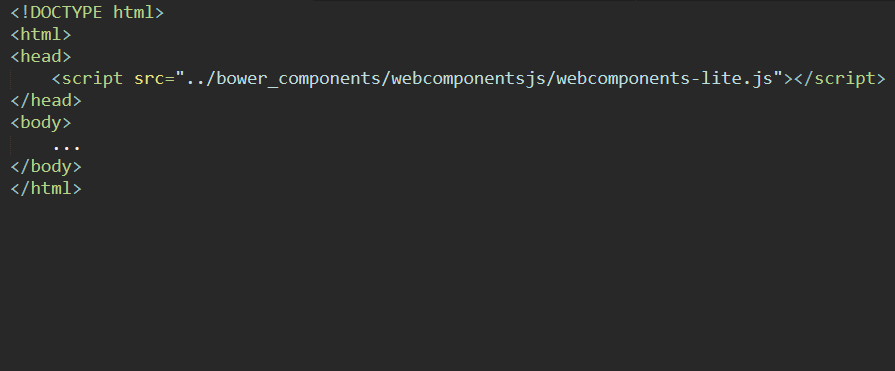 <!DOCTYPE html>
<html>
<head>
    <script src="../bower_components/webcomponentsjs/webcomponents-lite.js"></script>
</head>
<body>
    ...
</body>
</html>